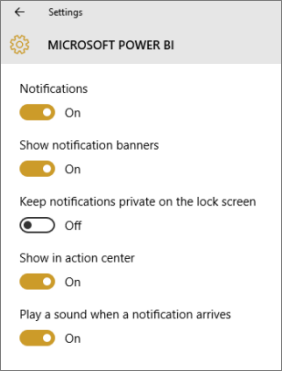 Settings
MICROSOFT POWER BI
Notifications
On
Show notification banners
On
Keep notifications private on the lock screen
Off
Show in action center
On
Play a sound when a notification arrives
On